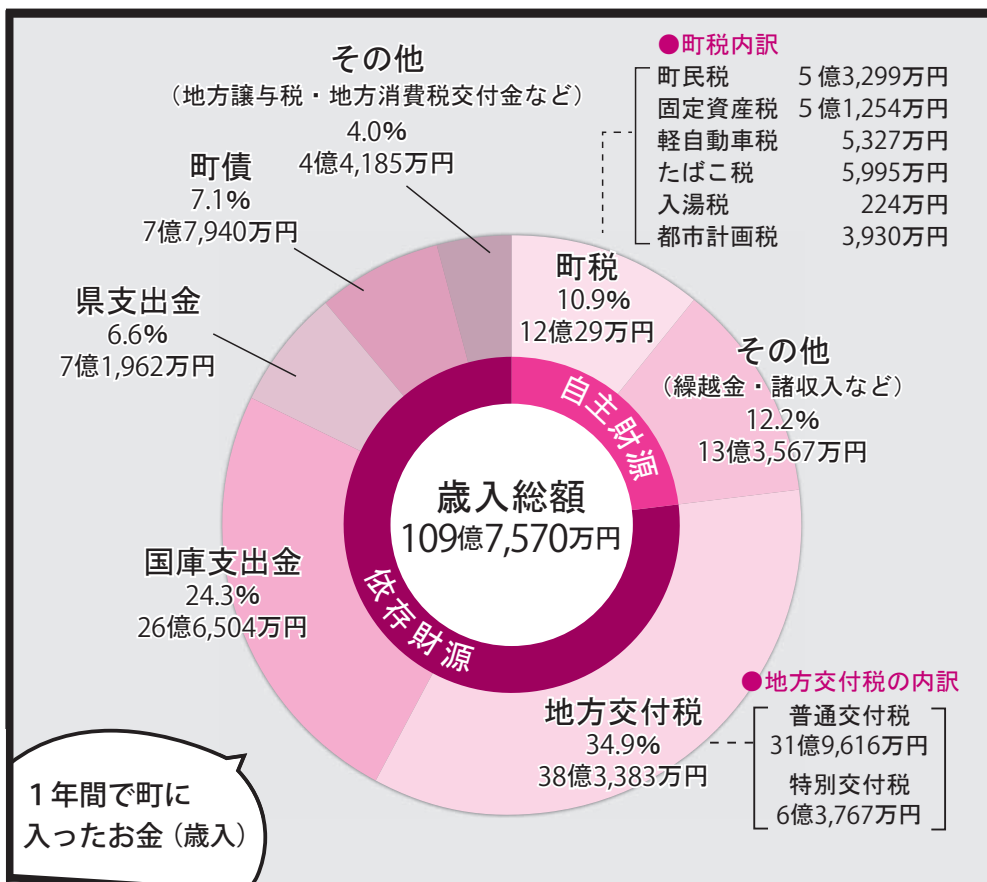 その他
（地方譲与税・地方消費税交付金など）
4.0%
4億4,185万円
町債
7.1%
7億7,940万円
県支出金
6.6%
7億1,962万円
国庫支出金
24.3%
26億6,504万円
●町税内訳
町民税 5億3,299万円
固定資産税 5億1,254万円
軽自動車税 5,327万円
たばこ税 5,995万円
入湯税 224万円
都市計画税 3,930万円
町税
10.9%
12億29万円
その他
（繰越金・諸収入など）
12.2%
13億3,567万円
自主財源
歳入総額
109億7,570万円
依存財源
地方交付税
34.9%
38億3,383万円
●地方交付税の内訳
普通交付税
31億9,616万円
特別交付税
6億3,767万円
1年間で町に
入ったお金（歳入）